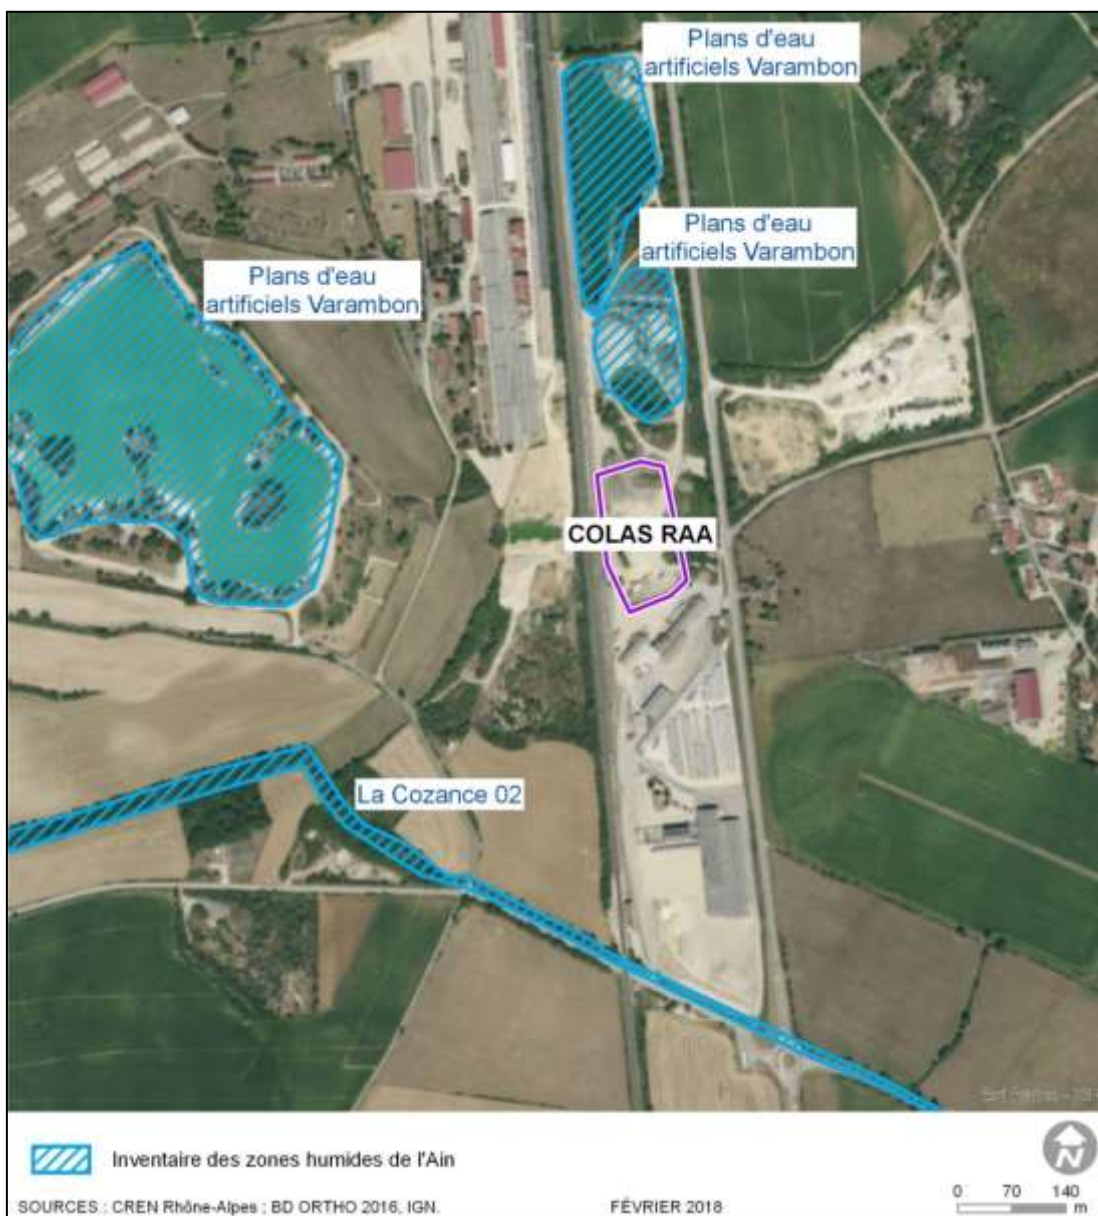 Plans d'eau
artificiels Varambon
Plans d'eau
artificiels Varambon
Plans d'eau
artificiels Varambon
COLAS RAA
La Cozance 02
Inventaire des zones humides de l'Ain
N
SOURCES : CREN Rhône-Alpes ; BD ORTHO 2016, IGN.
FÉVRIER 2018
0 70 140
m